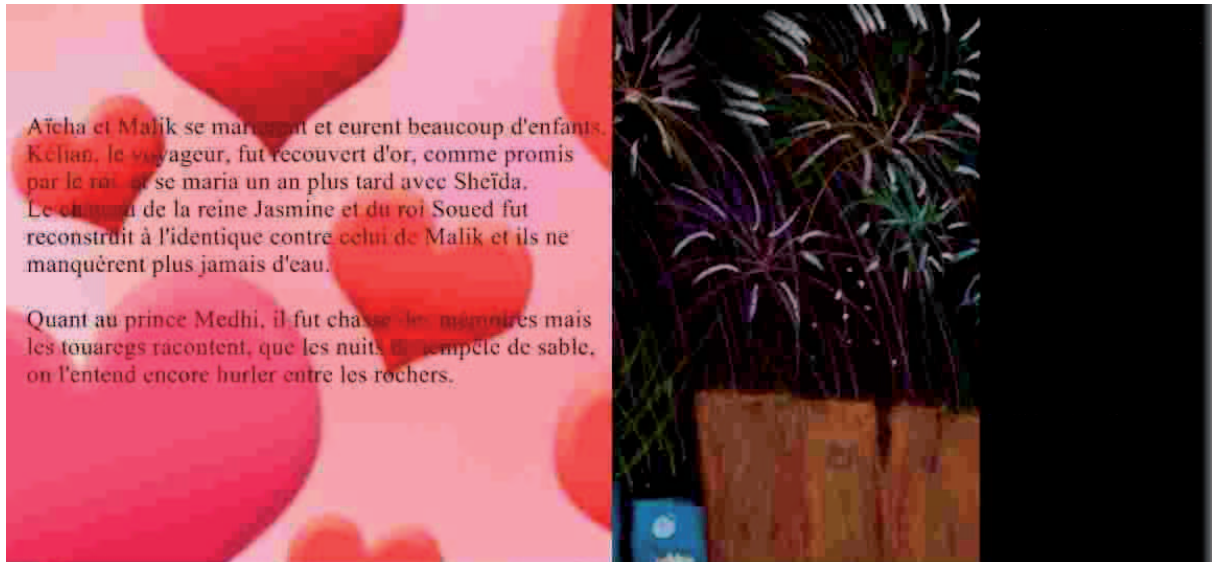 Aïcha et Malik se marièrent et eurent beaucoup d'enfants.
Kélian, le voyageur, fut recouvert d'or, comme promis
par le roi et se maria un an plus tard avec Sheïda.
Le château de la reine Jasmine et du roi Soued fut
reconstruit à l'identique contre celui de Malik et ils ne
manquèrent plus jamais d'eau.
Quant au prince Medhi, il fut chassé des mémoires mais
les touaregs racontent, que les nuits de tempête de sable,
on l'entend encore hurler entre les rochers.